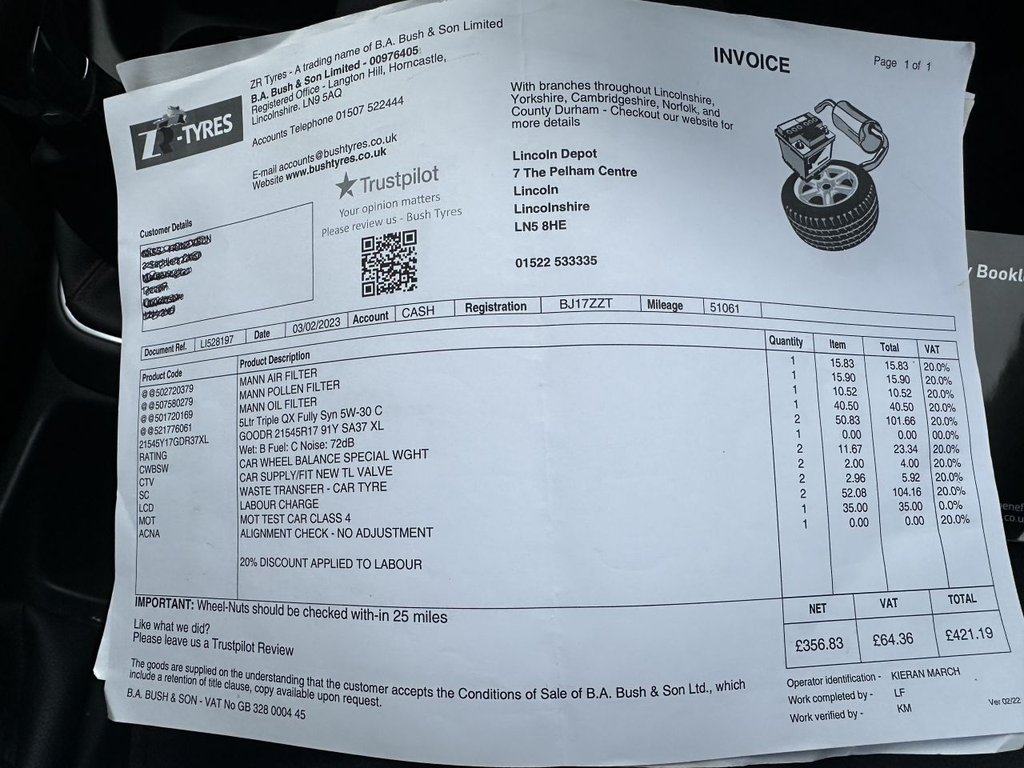 ZR-TYRES
ZR Tyres - A trading name of B.A. Bush & Son Limited
B.A. Bush & Son Limited - 00976405
Registered Office - Langton Hill, Horncastle,
Lincolnshire. LN9 5AQ
Accounts Telephone 01507 522444
E-mail accounts@bushtyres.co.uk
Website www.bushtyres.co.uk
Trustpilot
Your opinion matters
Please review us - Bush Tyres
INVOICE
Page 1 of 1
With branches throughout Lincolnshire,
Yorkshire, Cambridgeshire, Norfolk, and
County Durham - Checkout our website for
more details
Lincoln Depot
7 The Pelham Centre
Lincoln
Lincolnshire
LN5 8HE
01522 533335
Customer Details
Document Ref. LI528197 Date 03/02/2023 Account CASH Registration BJ17ZZT Mileage 51061
Product Code Product Description Quantity Item Total VAT
@@502720379 MANN AIR FILTER 1 15.83 15.83 20.0%
@@507580279 MANN POLLEN FILTER 1 15.90 15.90 20.0%
@@501720169 MANN OIL FILTER 1 10.52 10.52 20.0%
@@521776061 5Ltr Triple QX Fully Syn 5W-30 C 1 40.50 40.50 20.0%
21545Y17GDR37XL GOODR 21545R17 91Y SA37 XL 2 50.83 101.66 20.0%
RATING Wet: B Fuel: C Noise: 72dB 1 0.00 0.00 00.0%
CWBSW CAR WHEEL BALANCE SPECIAL WGHT 2 11.67 23.34 20.0%
CTV CAR SUPPLY/FIT NEW TL VALVE 2 2.00 4.00 20.0%
SC WASTE TRANSFER - CAR TYRE 2 2.96 5.92 20.0%
LCD LABOUR CHARGE 2 52.08 104.16 20.0%
MOT MOT TEST CAR CLASS 4 1 35.00 35.00 0.0%
ACNA ALIGNMENT CHECK - NO ADJUSTMENT 1 0.00 0.00 20.0%
20% DISCOUNT APPLIED TO LABOUR
IMPORTANT: Wheel-Nuts should be checked with-in 25 miles
Like what we did?
Please leave us a Trustpilot Review
NET VAT TOTAL
£356.83 £64.36 £421.19
The goods are supplied on the understanding that the customer accepts the Conditions of Sale of B.A. Bush & Son Ltd., which
include a retention of title clause, copy available upon request.
B.A. BUSH & SON - VAT No GB 328 0004 45
Operator identification - KIERAN MARCH
Work completed by - LF
Work verified by - KM
Ver 02/22
y Bookl
enef
co.u